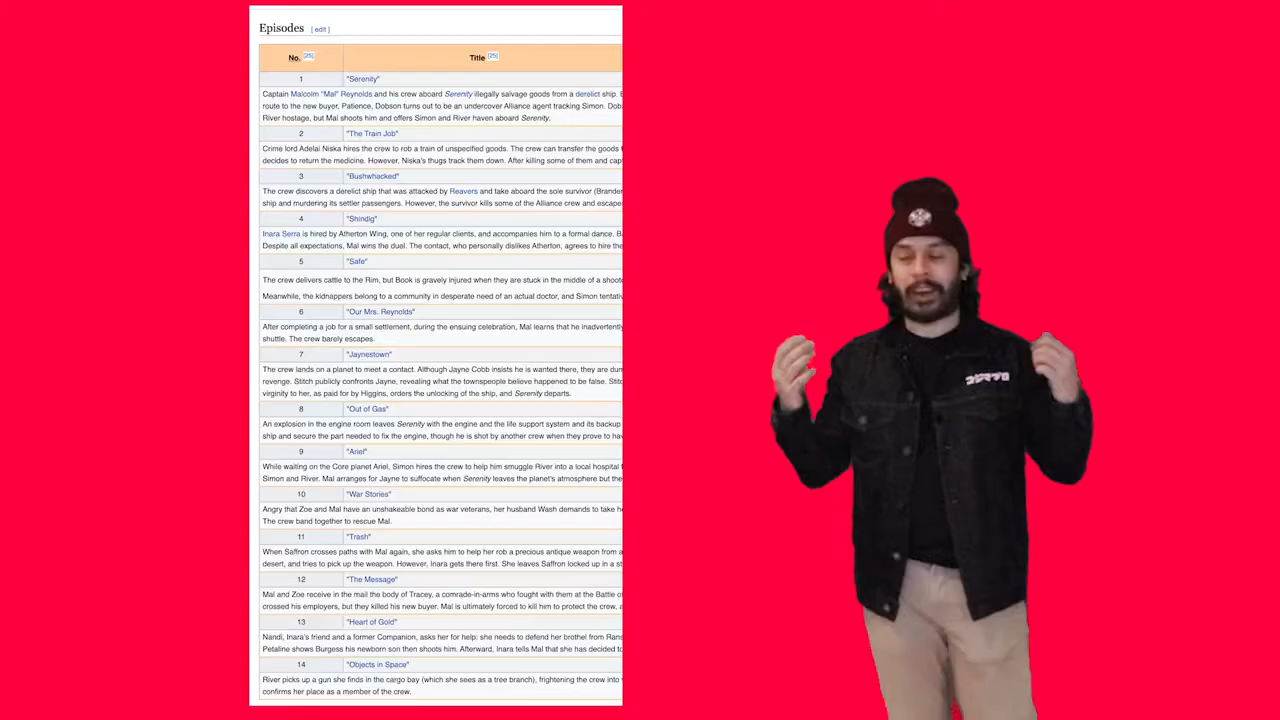 Episodes [ edit ]
No. [25] Title [25]
1 "Serenity"
Captain Malcolm "Mal" Reynolds and his crew aboard Serenity illegally salvage goods from a derelict ship.
route to the new buyer, Patience, Dobson turns out to be an undercover Alliance agent tracking Simon. Dob
River hostage, but Mal shoots him and offers Simon and River haven aboard Serenity.
2 "The Train Job"
Crime lord Adelai Niska hires the crew to rob a train of unspecified goods. The crew can transfer the goods
decides to return the medicine. However, Niska's thugs track them down. After killing some of them and cap
3 "Bushwhacked"
The crew discovers a derelict ship that was attacked by Reavers and take aboard the sole survivor (Brande
ship and murdering its settler passengers. However, the survivor kills some of the Alliance crew and escape
4 "Shindig"
Inara Serra is hired by Atherton Wing, one of her regular clients, and accompanies him to a formal dance. B
Despite all expectations, Mal wins the duel. The contact, who personally dislikes Atherton, agrees to hire the
5 "Safe"
The crew delivers cattle to the Rim, but Book is gravely injured when they are stuck in the middle of a shoot
Meanwhile, the kidnappers belong to a community in desperate need of an actual doctor, and Simon tentati
6 "Our Mrs. Reynolds"
After completing a job for a small settlement, during the ensuing celebration, Mal learns that he inadvertently
shuttle. The crew barely escapes.
7 "Jaynestown"
The crew lands on a planet to meet a contact. Although Jayne Cobb insists he is wanted there, they are dum
revenge. Stitch publicly confronts Jayne, revealing what the townspeople believe happened to be false. Stit
virginity to her, as paid for by Higgins, orders the unlocking of the ship, and Serenity departs.
8 "Out of Gas"
An explosion in the engine room leaves Serenity with the engine and the life support system and its backup
ship and secure the part needed to fix the engine, though he is shot by another crew when they prove to hav
9 "Ariel"
While waiting on the Core planet Ariel, Simon hires the crew to help him smuggle River into a local hospital
Simon and River. Mal arranges for Jayne to suffocate when Serenity leaves the planet's atmosphere but the
10 "War Stories"
Angry that Zoe and Mal have an unshakeable bond as war veterans, her husband Wash demands to take h
The crew band together to rescue Mal.
11 "Trash"
When Saffron crosses paths with Mal again, she asks him to help her rob a precious antique weapon from a
desert, and tries to pick up the weapon. However, Inara gets there first. She leaves Saffron locked up in a s
12 "The Message"
Mal and Zoe receive in the mail the body of Tracey, a comrade-in-arms who fought with them at the Battle of
crossed his employers, but they killed his new buyer. Mal is ultimately forced to kill him to protect the crew,
13 "Heart of Gold"
Nandi, Inara's friend and a former Companion, asks her for help: she needs to defend her brothel from Ran
Petaline shows Burgess his newborn son then shoots him. Afterward, Inara tells Mal that she has decided to
14 "Objects in Space"
River picks up a gun she finds in the cargo bay (which she sees as a tree branch), frightening the crew into
confirms her place as a member of the crew.
コジマプロ